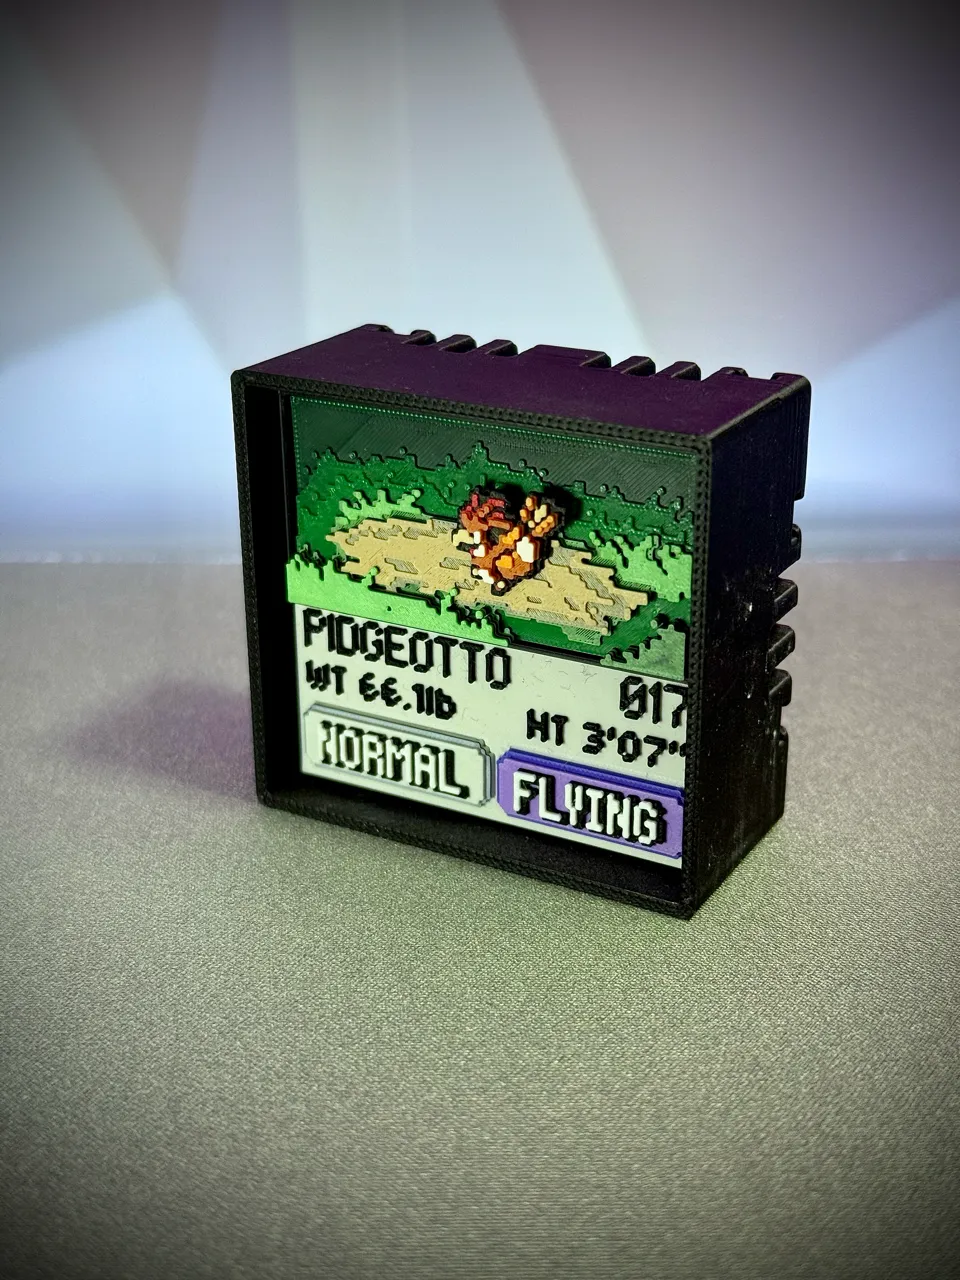 PIDGEOTTO
017
WT 66.1lb
HT 3'07"
NORMAL
FLYING